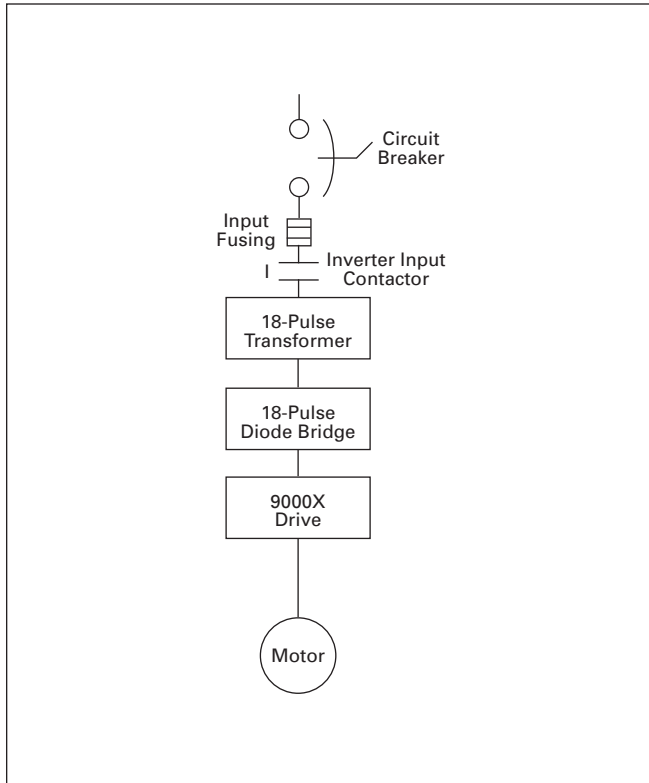 Circuit
Breaker
Input
Fusing
I
Inverter Input
Contactor
18-Pulse
Transformer
18-Pulse
Diode Bridge
9000X
Drive
Motor